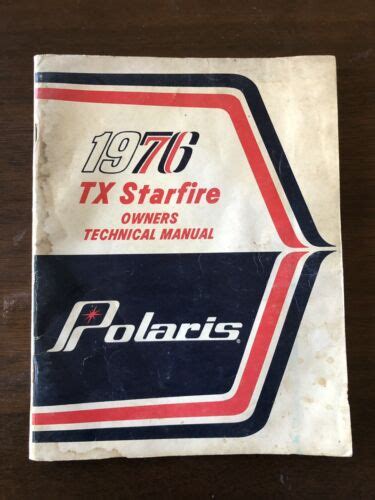 1976
TX Starfire
OWNERS
TECHNICAL MANUAL
Polaris®